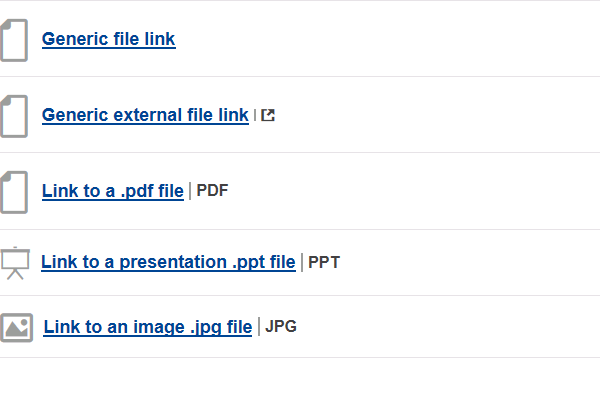 Generic file link
Generic external file link |
Link to a .pdf file | PDF
Link to a presentation .ppt file | PPT
Link to an image .jpg file | JPG